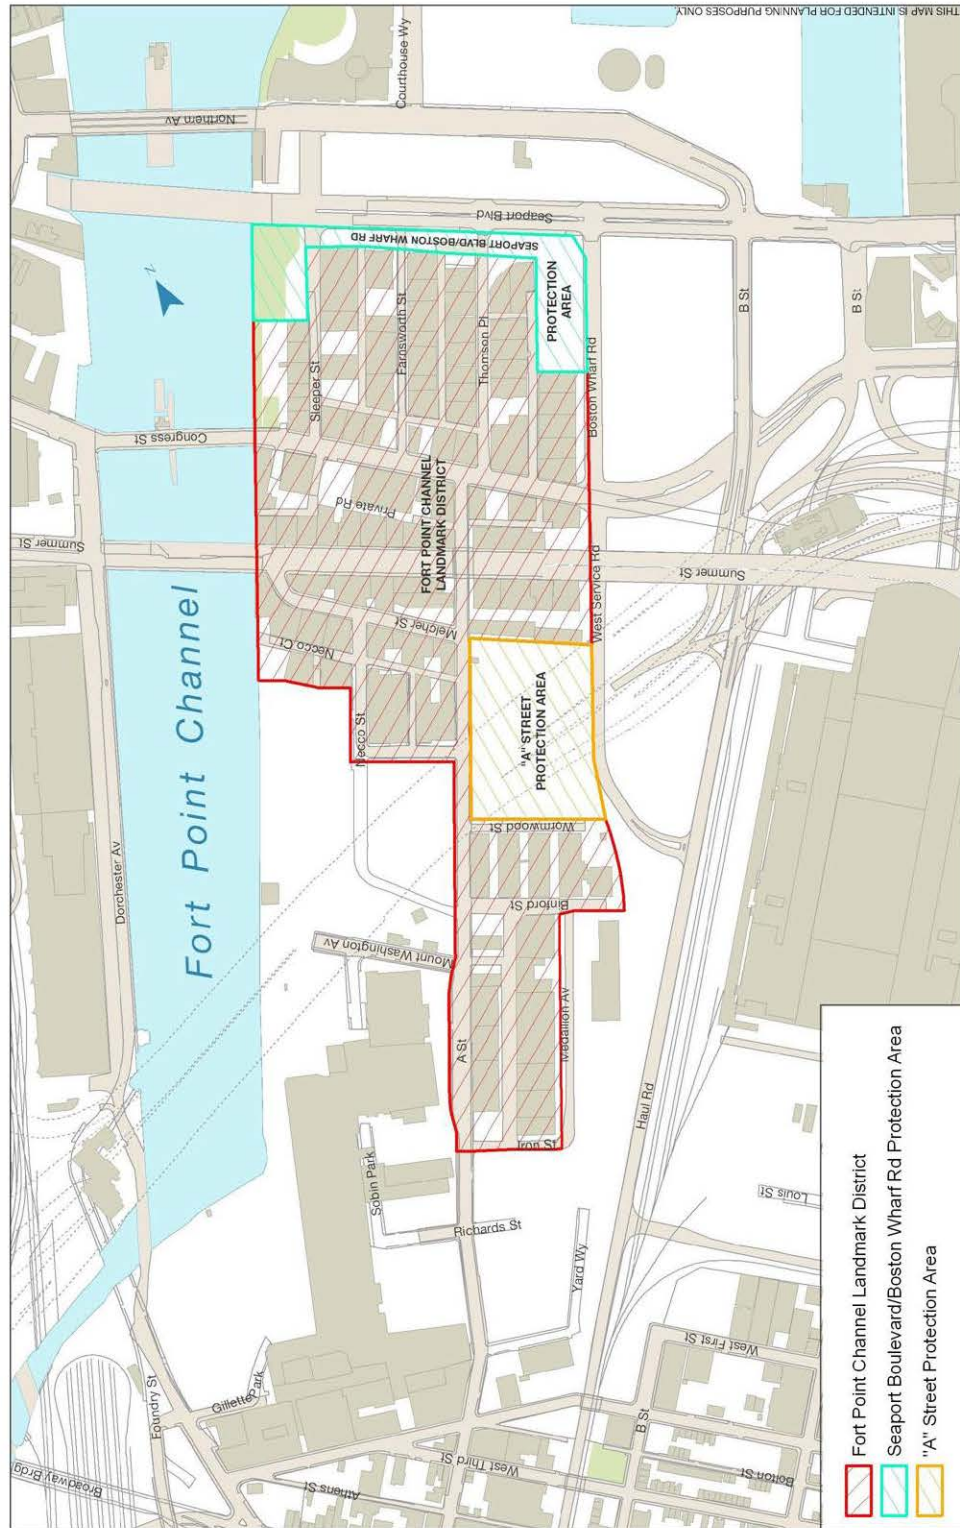 THIS MAP IS INTENDED FOR PLANNING PURPOSES ONLY.
Courthouse Wy
Northern Av
Seaport Blvd
SEAPORT BLVD/BOSTON WHARF RD
PROTECTION
AREA
N
Sleeper St
Farnsworth St
Thomson Pl
Boston Wharf Rd
B St
B St
Congress St
Private Rd
FORT POINT CHANNEL
LANDMARK DISTRICT
Summer St
Summer St
West Service Rd
Melcher St
Necco Ct
Necco St
"A" STREET
PROTECTION AREA
Fort Point Channel
Dorchester Av
Wormwood St
Binford St
Mount Washington Av
A St
Medallion Av
Iron St
Haul Rd
Sobin Park
Richards St
Yard Wy
Louis St
West First St
Foundry St
Gillette Park
B St
West Third St
Bolton St
Athens St
Broadway Brdg
Fort Point Channel Landmark District
Seaport Boulevard/Boston Wharf Rd Protection Area
"A" Street Protection Area